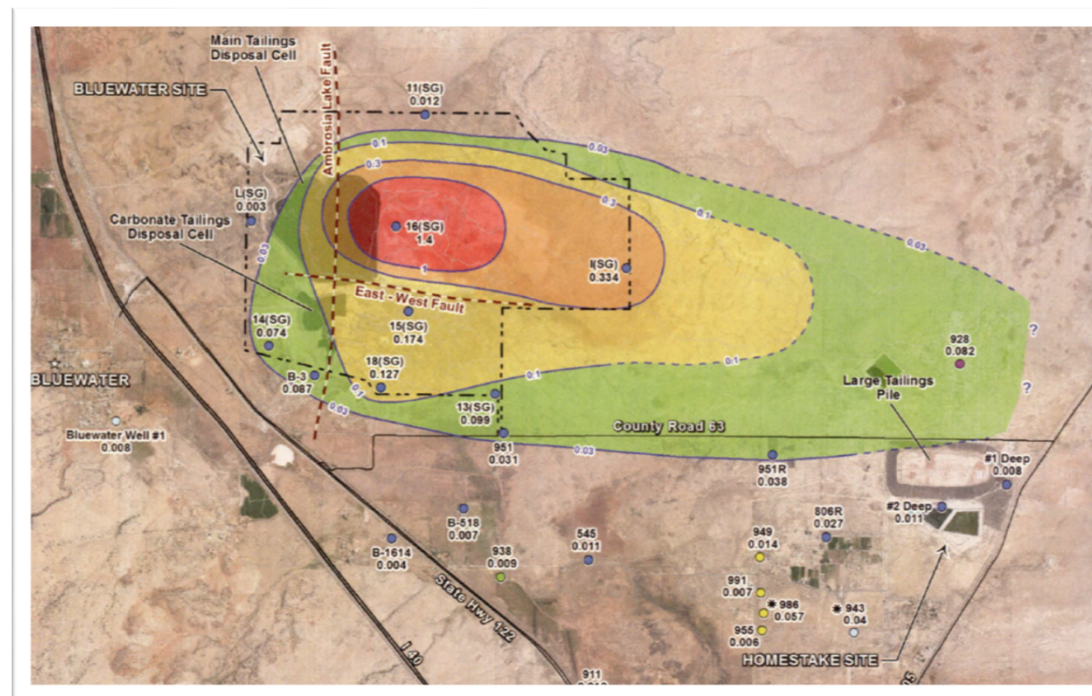 Main Tailings
Disposal Cell
BLUEWATER SITE
Ambrosia Lake Fault
11(SG)
0.012
0.03
0.1
0.3
L(SG)
0.003
Carbonate Tailings
Disposal Cell
16(SG)
1.4
1
0.3
0.1
0.03
0.03
I(SG)
0.334
East - West Fault
14(SG)
0.074
15(SG)
0.174
?
928
0.082
18(SG)
0.127
B-3
0.087
0.1
0.1
0.1
?
BLUEWATER
0.03
13(SG)
0.099
Large Tailings
Pile
County Road 63
Bluewater Well #1
0.008
951
0.031
0.03
951R
0.038
#1 Deep
0.008
#2 Deep
0.011
B-518
0.007
806R
0.027
B-1614
0.004
938
0.009
545
0.011
949
0.014
991
0.007
986
0.057
943
0.04
955
0.006
State Hwy 122
I 40
HOMESTAKE SITE
911